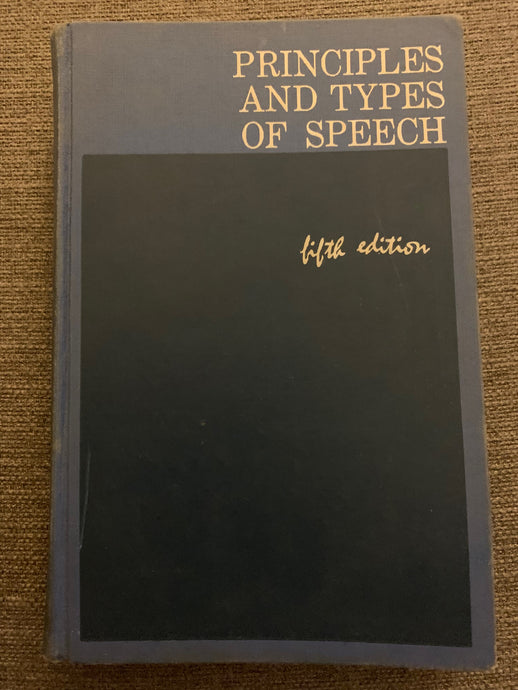 PRINCIPLES
AND TYPES
OF SPEECH
fifth edition